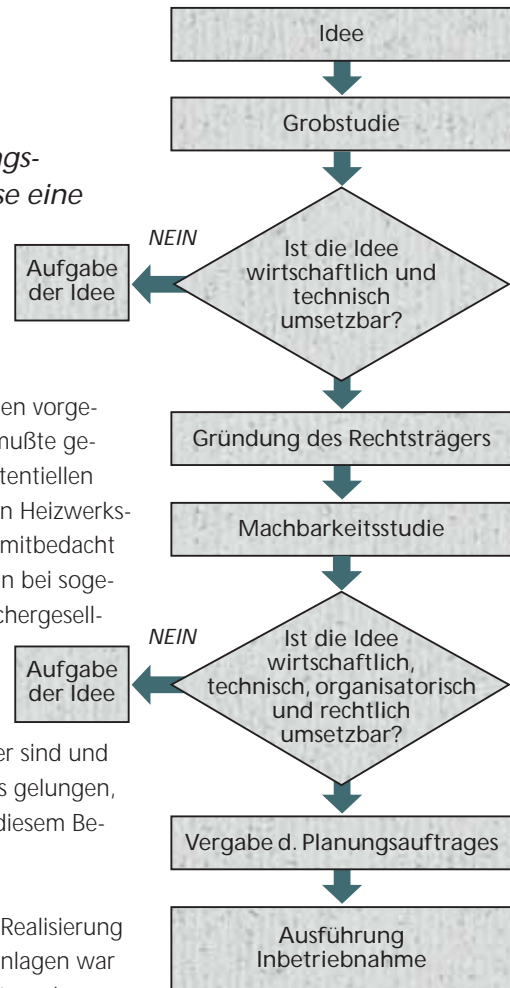 Idee
Grobstudie
ngs-
se eine
NEIN
Ist die Idee
wirtschaftlich und
technisch
umsetzbar?
Aufgabe
der Idee
en vorge-
mußte ge-
tentiellen
n Heizwerks-
mitbedacht
n bei soge-
chergesell-
Gründung des Rechtsträgers
Machbarkeitsstudie
NEIN
Ist die Idee
wirtschaftlich,
technisch, organisatorisch
und rechtlich
umsetzbar?
Aufgabe
der Idee
er sind und
s gelungen,
diesem Be-
Vergabe d. Planungsauftrages
Realisierung
nlagen war
Ausführung
Inbetriebnahme